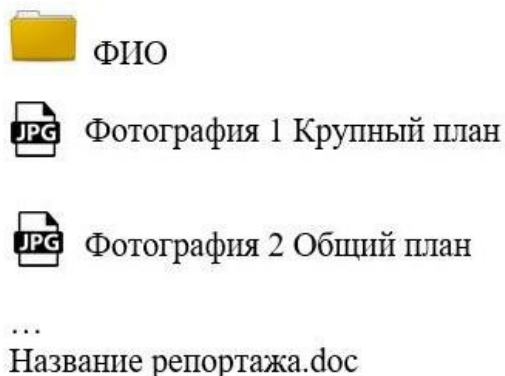 ФИО
JPG Фотография 1 Крупный план
JPG Фотография 2 Общий план
...
Название репортажа.doc